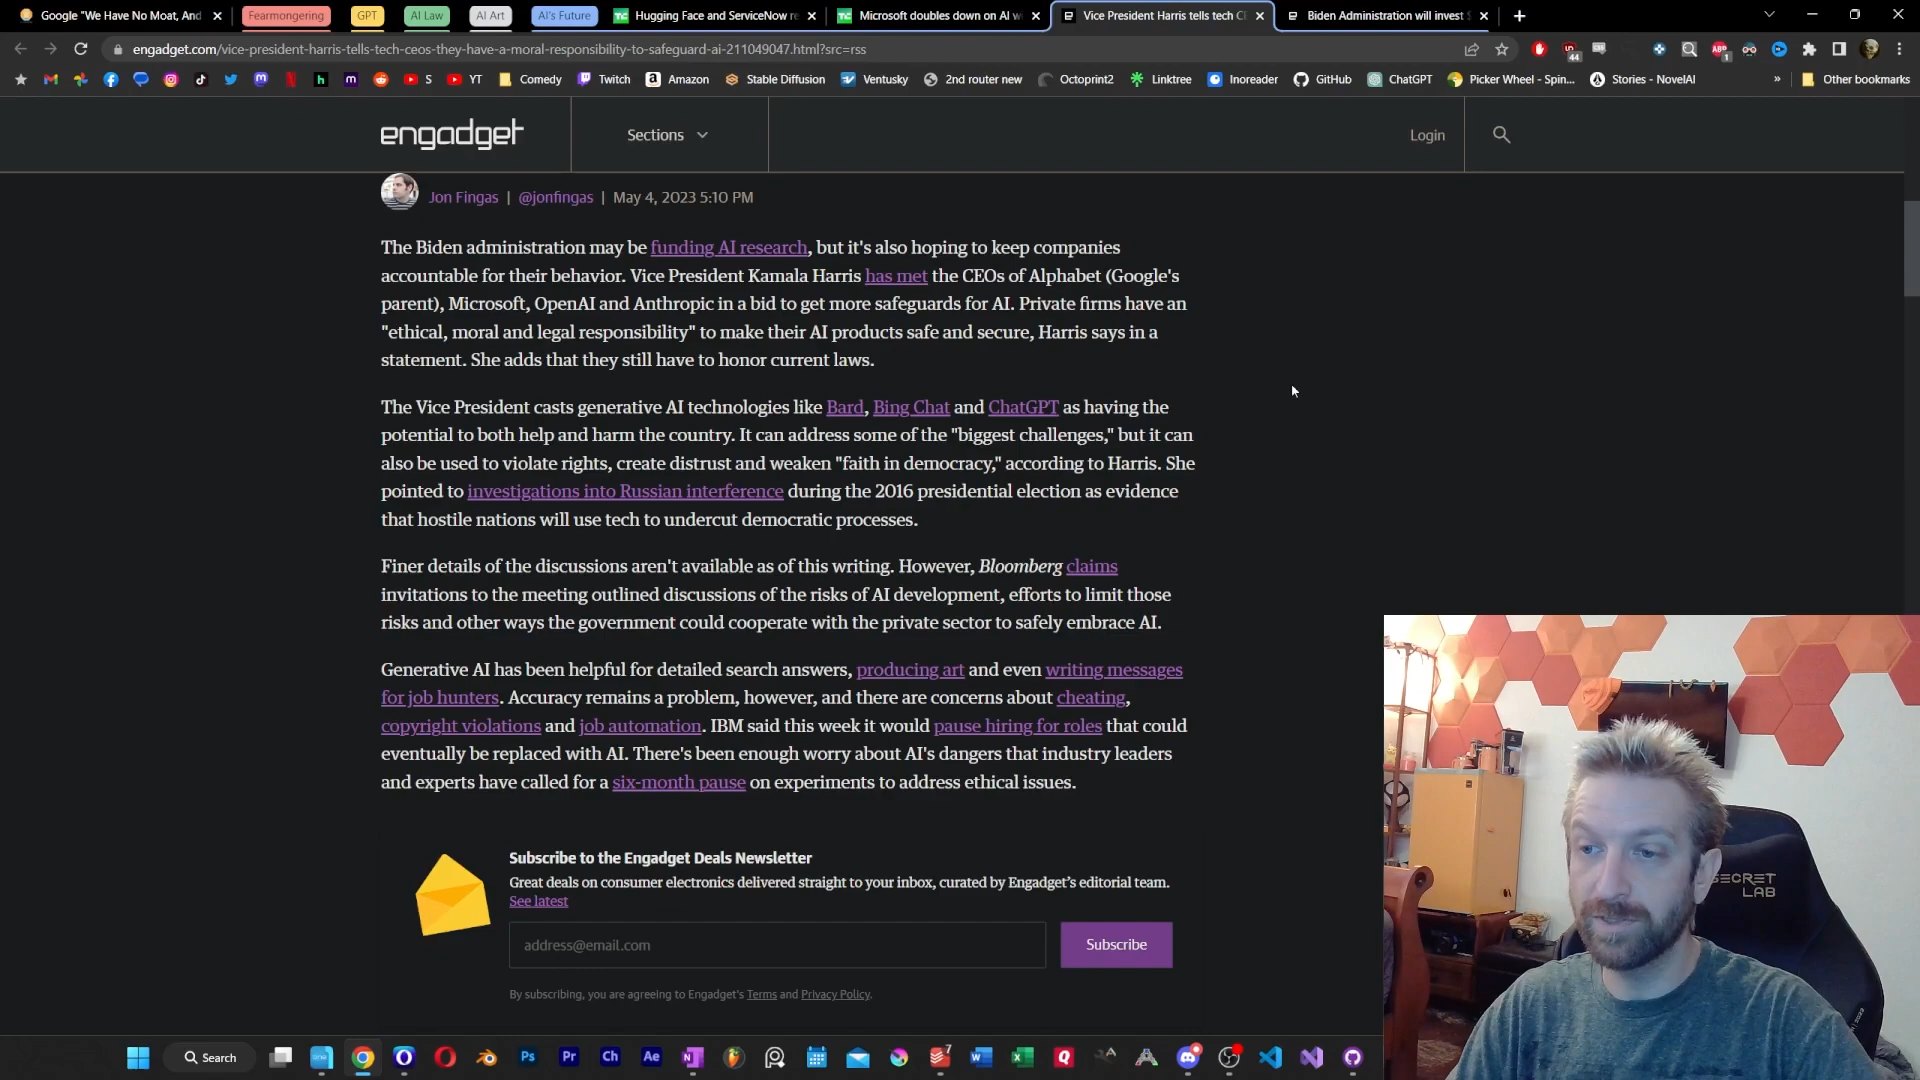 Google "We Have No Moat, And
Fearmongering
GPT
AI Law
AI Art
AI's Future
Hugging Face and ServiceNow re
Microsoft doubles down on AI wi
Vice President Harris tells tech C
Biden Administration will invest
engadget.com/vice-president-harris-tells-tech-ceos-they-have-a-moral-responsibility-to-safeguard-ai-211049047.html?src=rss
S
YT
Comedy
Twitch
Amazon
Stable Diffusion
Ventusky
2nd router new
Octoprint2
Linktree
Inoreader
GitHub
ChatGPT
Picker Wheel - Spin...
Stories - NovelAI
»
Other bookmarks
engadget
Sections
Login
Jon Fingas | @jonfingas | May 4, 2023 5:10 PM
The Biden administration may be funding AI research, but it's also hoping to keep companies
accountable for their behavior. Vice President Kamala Harris has met the CEOs of Alphabet (Google's
parent), Microsoft, OpenAI and Anthropic in a bid to get more safeguards for AI. Private firms have an
"ethical, moral and legal responsibility" to make their AI products safe and secure, Harris says in a
statement. She adds that they still have to honor current laws.
The Vice President casts generative AI technologies like Bard, Bing Chat and ChatGPT as having the
potential to both help and harm the country. It can address some of the "biggest challenges," but it can
also be used to violate rights, create distrust and weaken "faith in democracy," according to Harris. She
pointed to investigations into Russian interference during the 2016 presidential election as evidence
that hostile nations will use tech to undercut democratic processes.
Finer details of the discussions aren't available as of this writing. However, Bloomberg claims
invitations to the meeting outlined discussions of the risks of AI development, efforts to limit those
risks and other ways the government could cooperate with the private sector to safely embrace AI.
Generative AI has been helpful for detailed search answers, producing art and even writing messages
for job hunters. Accuracy remains a problem, however, and there are concerns about cheating,
copyright violations and job automation. IBM said this week it would pause hiring for roles that could
eventually be replaced with AI. There's been enough worry about AI's dangers that industry leaders
and experts have called for a six-month pause on experiments to address ethical issues.
Subscribe to the Engadget Deals Newsletter
Great deals on consumer electronics delivered straight to your inbox, curated by Engadget's editorial team.
See latest
address@email.com
Subscribe
By subscribing, you are agreeing to Engadget's Terms and Privacy Policy.
SECRET
LAB
Search
Ps
Pr
Ch
Ae